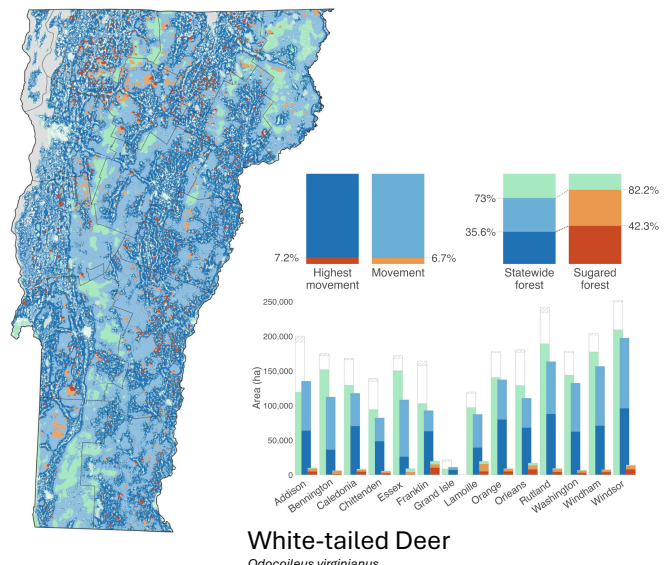 73%
82.2%
35.6%
42.3%
7.2%
6.7%
Highest
movement
Movement
Statewide
forest
Sugared
forest
250,000
200,000
150,000
100,000
50,000
0
Area (ha)
Addison
Bennington
Caledonia
Chittenden
Essex
Franklin
Grand Isle
Lamoille
Orange
Orleans
Rutland
Washington
Windham
Windsor
White-tailed Deer
Odocoileus virginianus